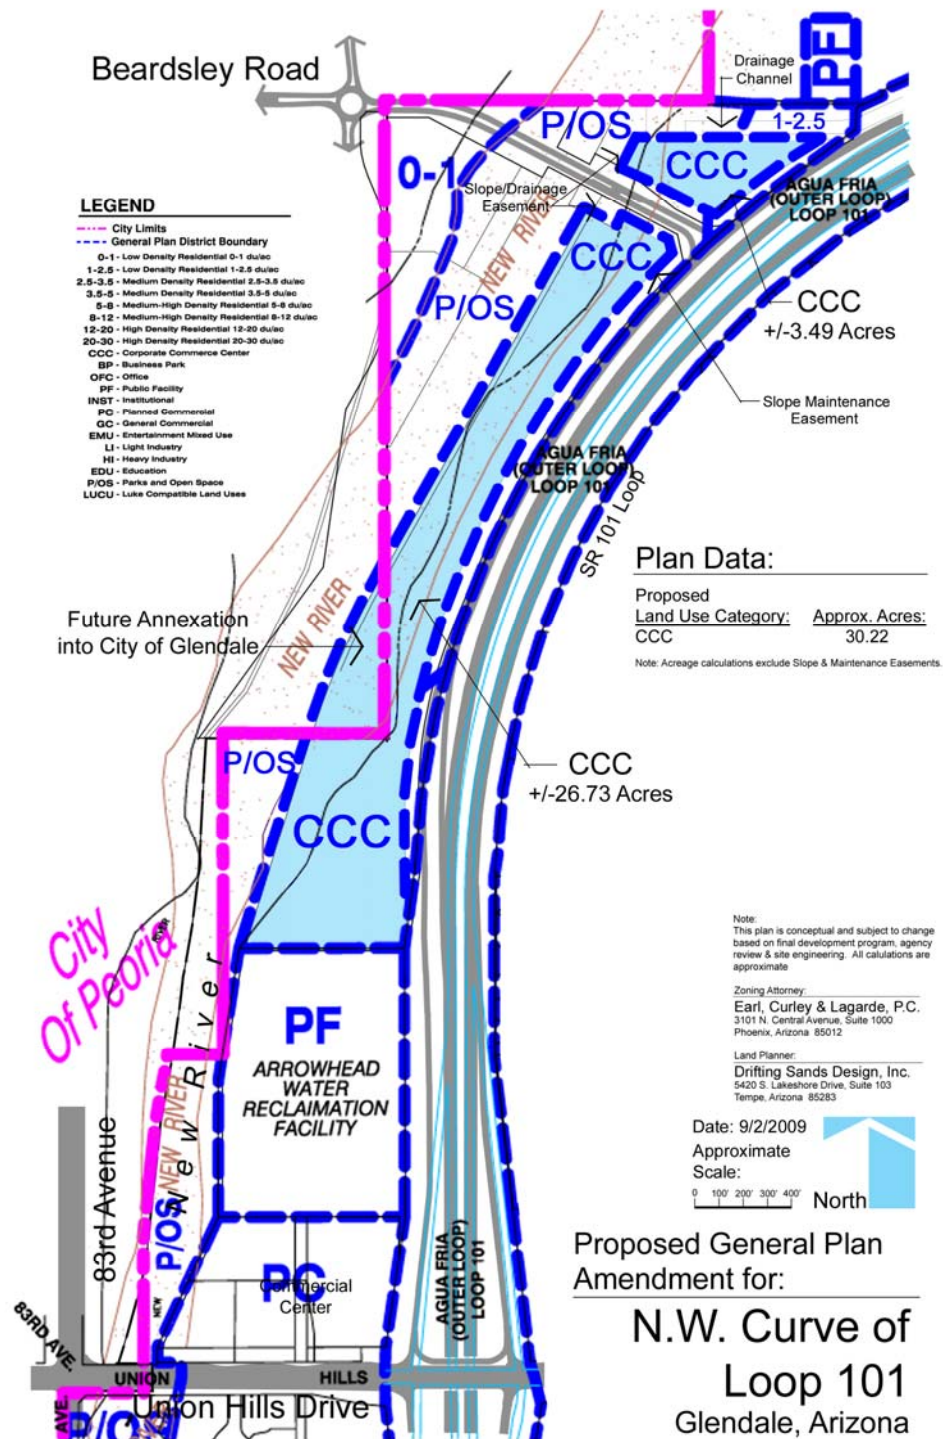 Beardsley Road
Drainage
Channel
PF
1-2.5
P/OS
CCC
0-1
AGUA FRIA
(OUTER LOOP)
LOOP 101
Slope/Drainage
Easement
NEW RIVER
CCC
P/OS
CCC
+/-3.49 Acres
Slope Maintenance
Easement
LEGEND
City Limits
General Plan District Boundary
0-1 - Low Density Residential 0-1 du/ac
1-2.5 - Low Density Residential 1-2.5 du/ac
2.5-3.5 - Medium Density Residential 2.5-3.5 du/ac
3.5-5 - Medium Density Residential 3.5-5 du/ac
5-8 - Medium-High Density Residential 5-8 du/ac
8-12 - Medium-High Density Residential 8-12 du/ac
12-20 - High Density Residential 12-20 du/ac
20-30 - High Density Residential 20-30 du/ac
CCC - Corporate Commerce Center
BP - Business Park
OFC - Office
PF - Public Facility
INST - Institutional
PC - Planned Commercial
GC - General Commercial
EMU - Entertainment Mixed Use
LI - Light Industry
HI - Heavy Industry
EDU - Education
P/OS - Parks and Open Space
LUCU - Luke Compatible Land Uses
AGUA FRIA
(OUTER LOOP)
LOOP 101
SR 101 Loop
Plan Data:
Proposed
Land Use Category: Approx. Acres:
CCC 30.22
Note: Acreage calculations exclude Slope & Maintenance Easements.
Future Annexation
into City of Glendale
NEW RIVER
P/OS
CCC
+/-26.73 Acres
CCC
City
Of Peoria
RIVER
New River
PF
ARROWHEAD
WATER
RECLAIMATION
FACILITY
Note:
This plan is conceptual and subject to change
based on final development program, agency
review & site engineering. All calulations are
approximate
Zoning Attorney:
Earl, Curley & Lagarde, P.C.
3101 N. Central Avenue, Suite 1000
Phoenix, Arizona 85012
Land Planner:
Drifting Sands Design, Inc.
5420 S. Lakeshore Drive, Suite 103
Tempe, Arizona 85283
Date: 9/2/2009
Approximate
Scale:
0 100' 200' 300' 400'
North
83rd Avenue
P/OS
NEW RIVER
NEW
PC
Commercial
Center
AGUA FRIA
(OUTER LOOP)
LOOP 101
83RD AVE.
UNION HILLS
Union Hills Drive
AVE.
P/O
Proposed General Plan
Amendment for:
N.W. Curve of
Loop 101
Glendale, Arizona